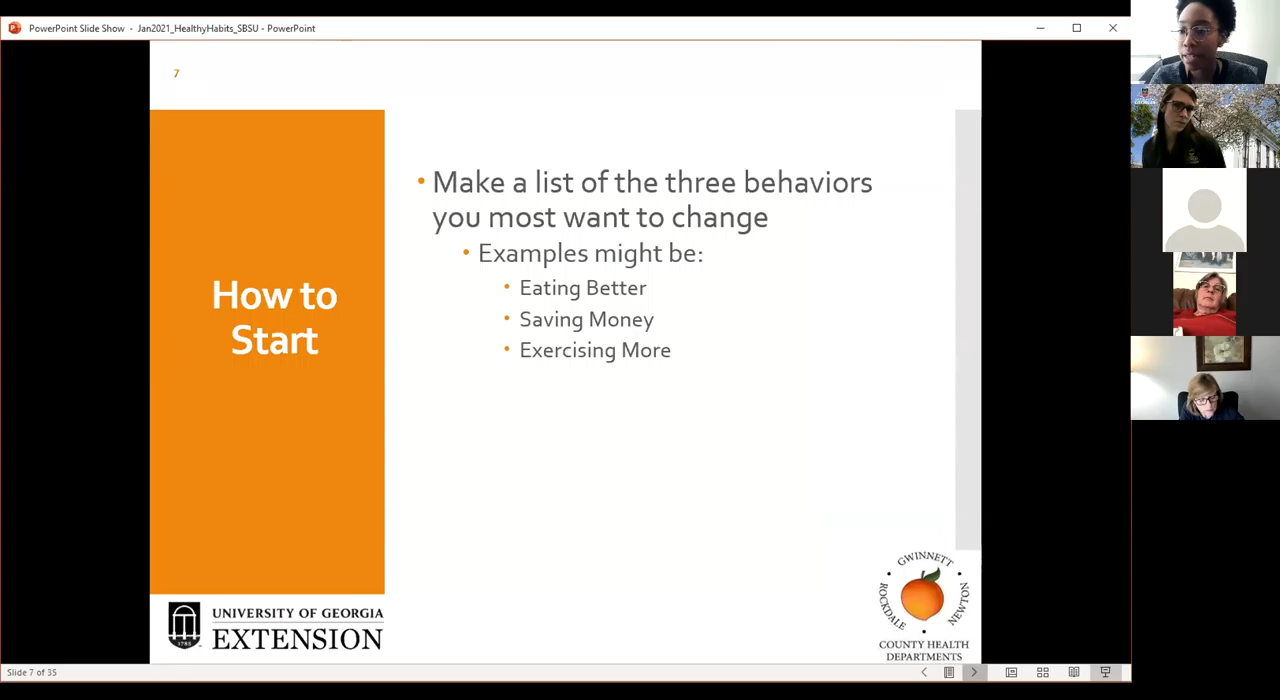 PowerPoint Slide Show - Jan2021_HealthyHabits_SBSU - PowerPoint
7
How to
Start
• Make a list of the three behaviors
you most want to change
• Examples might be:
• Eating Better
• Saving Money
• Exercising More
1785
UNIVERSITY OF GEORGIA
EXTENSION
GWINNETT
ROCKDALE
NEWTON
COUNTY HEALTH
DEPARTMENTS
Slide 7 of 35